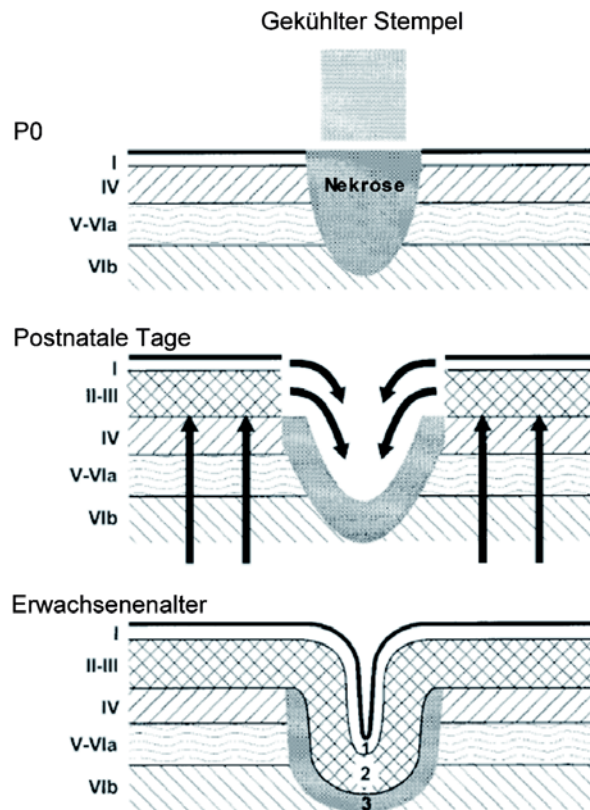 Gekühlter Stempel
P0
I
Nekrose
IV
V-VIa
VIb
Postnatale Tage
I
II-III
IV
V-VIa
VIb
Erwachsenenalter
I
II-III
IV
V-VIa
1
2
VIb
3